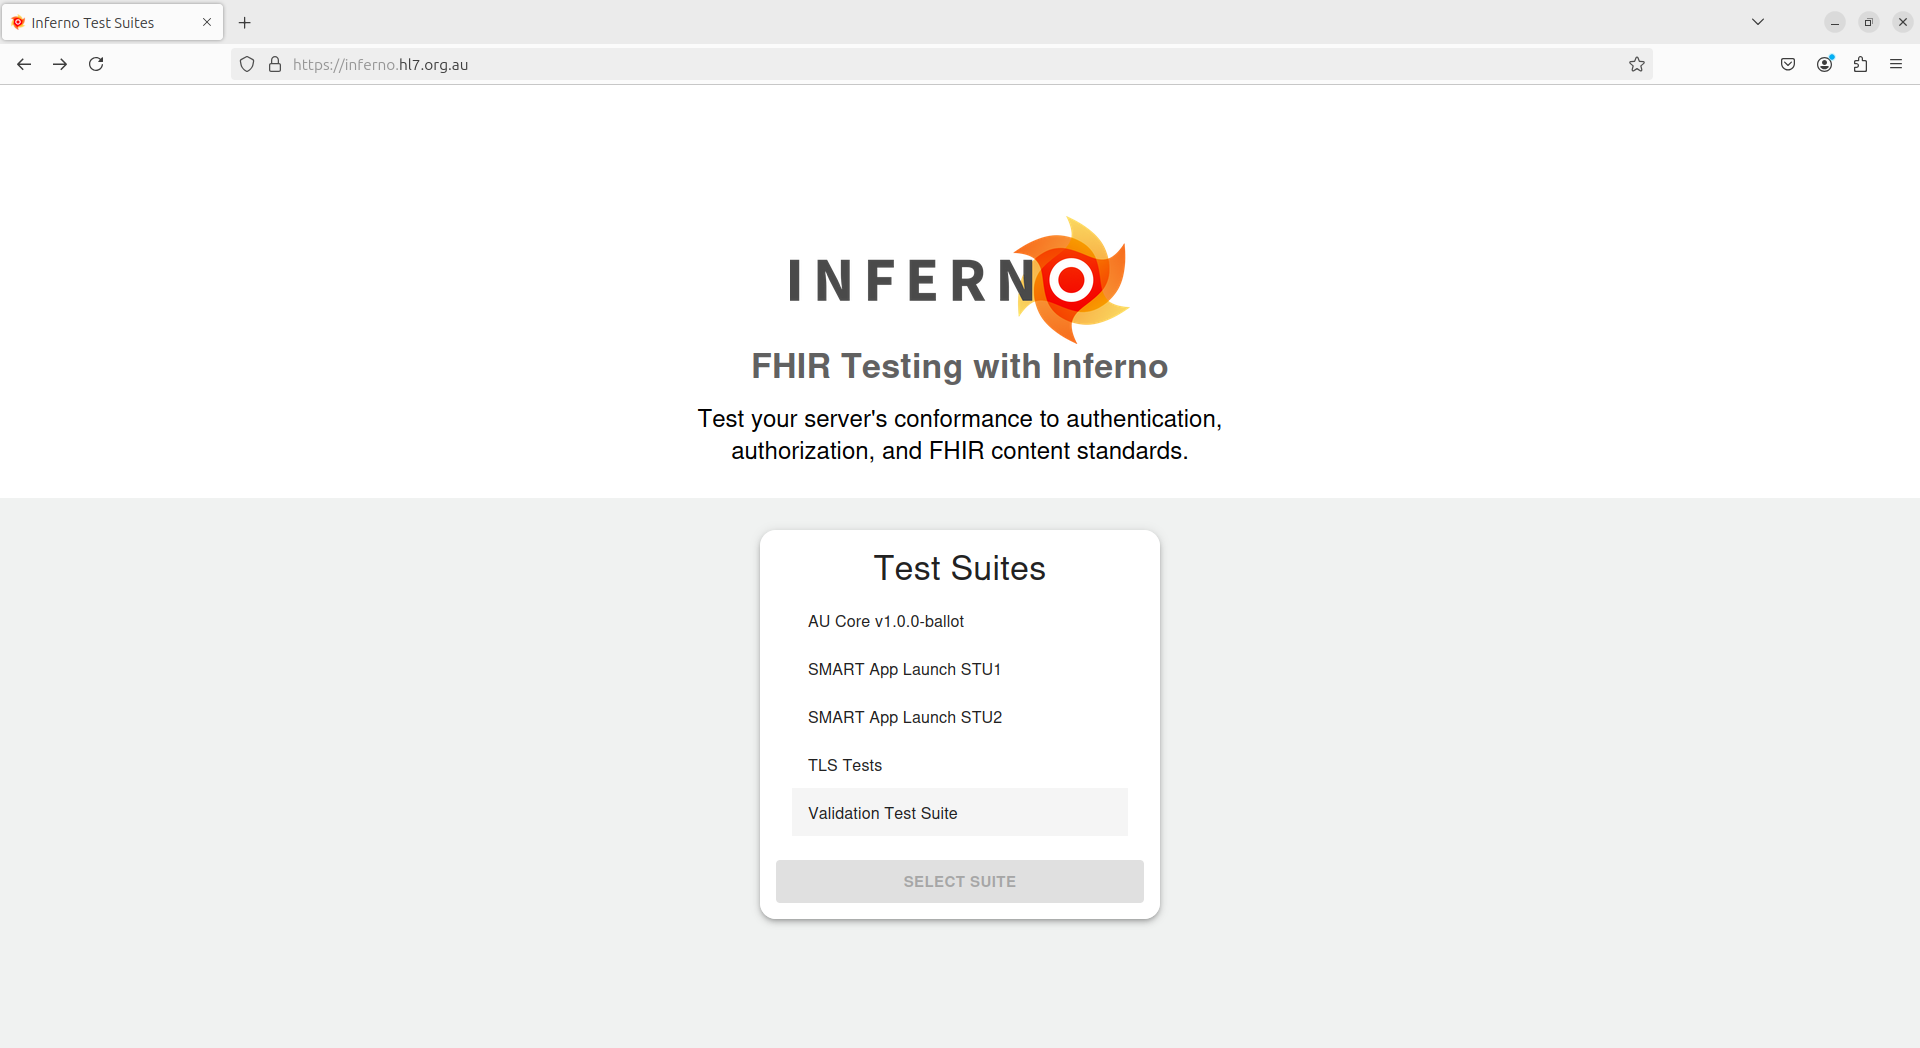 Inferno Test Suites
https://inferno.hl7.org.au
INFERNO
FHIR Testing with Inferno
Test your server's conformance to authentication,
authorization, and FHIR content standards.
Test Suites
AU Core v1.0.0-ballot
SMART App Launch STU1
SMART App Launch STU2
TLS Tests
Validation Test Suite
SELECT SUITE